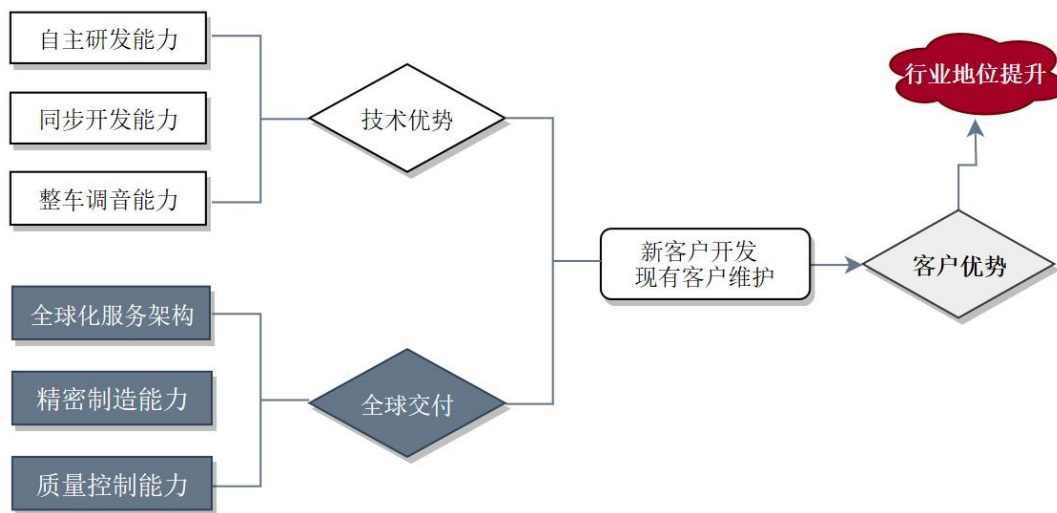 自主研发能力
同步开发能力
整车调音能力
技术优势
全球化服务架构
精密制造能力
质量控制能力
全球交付
新客户开发
现有客户维护
客户优势
行业地位提升